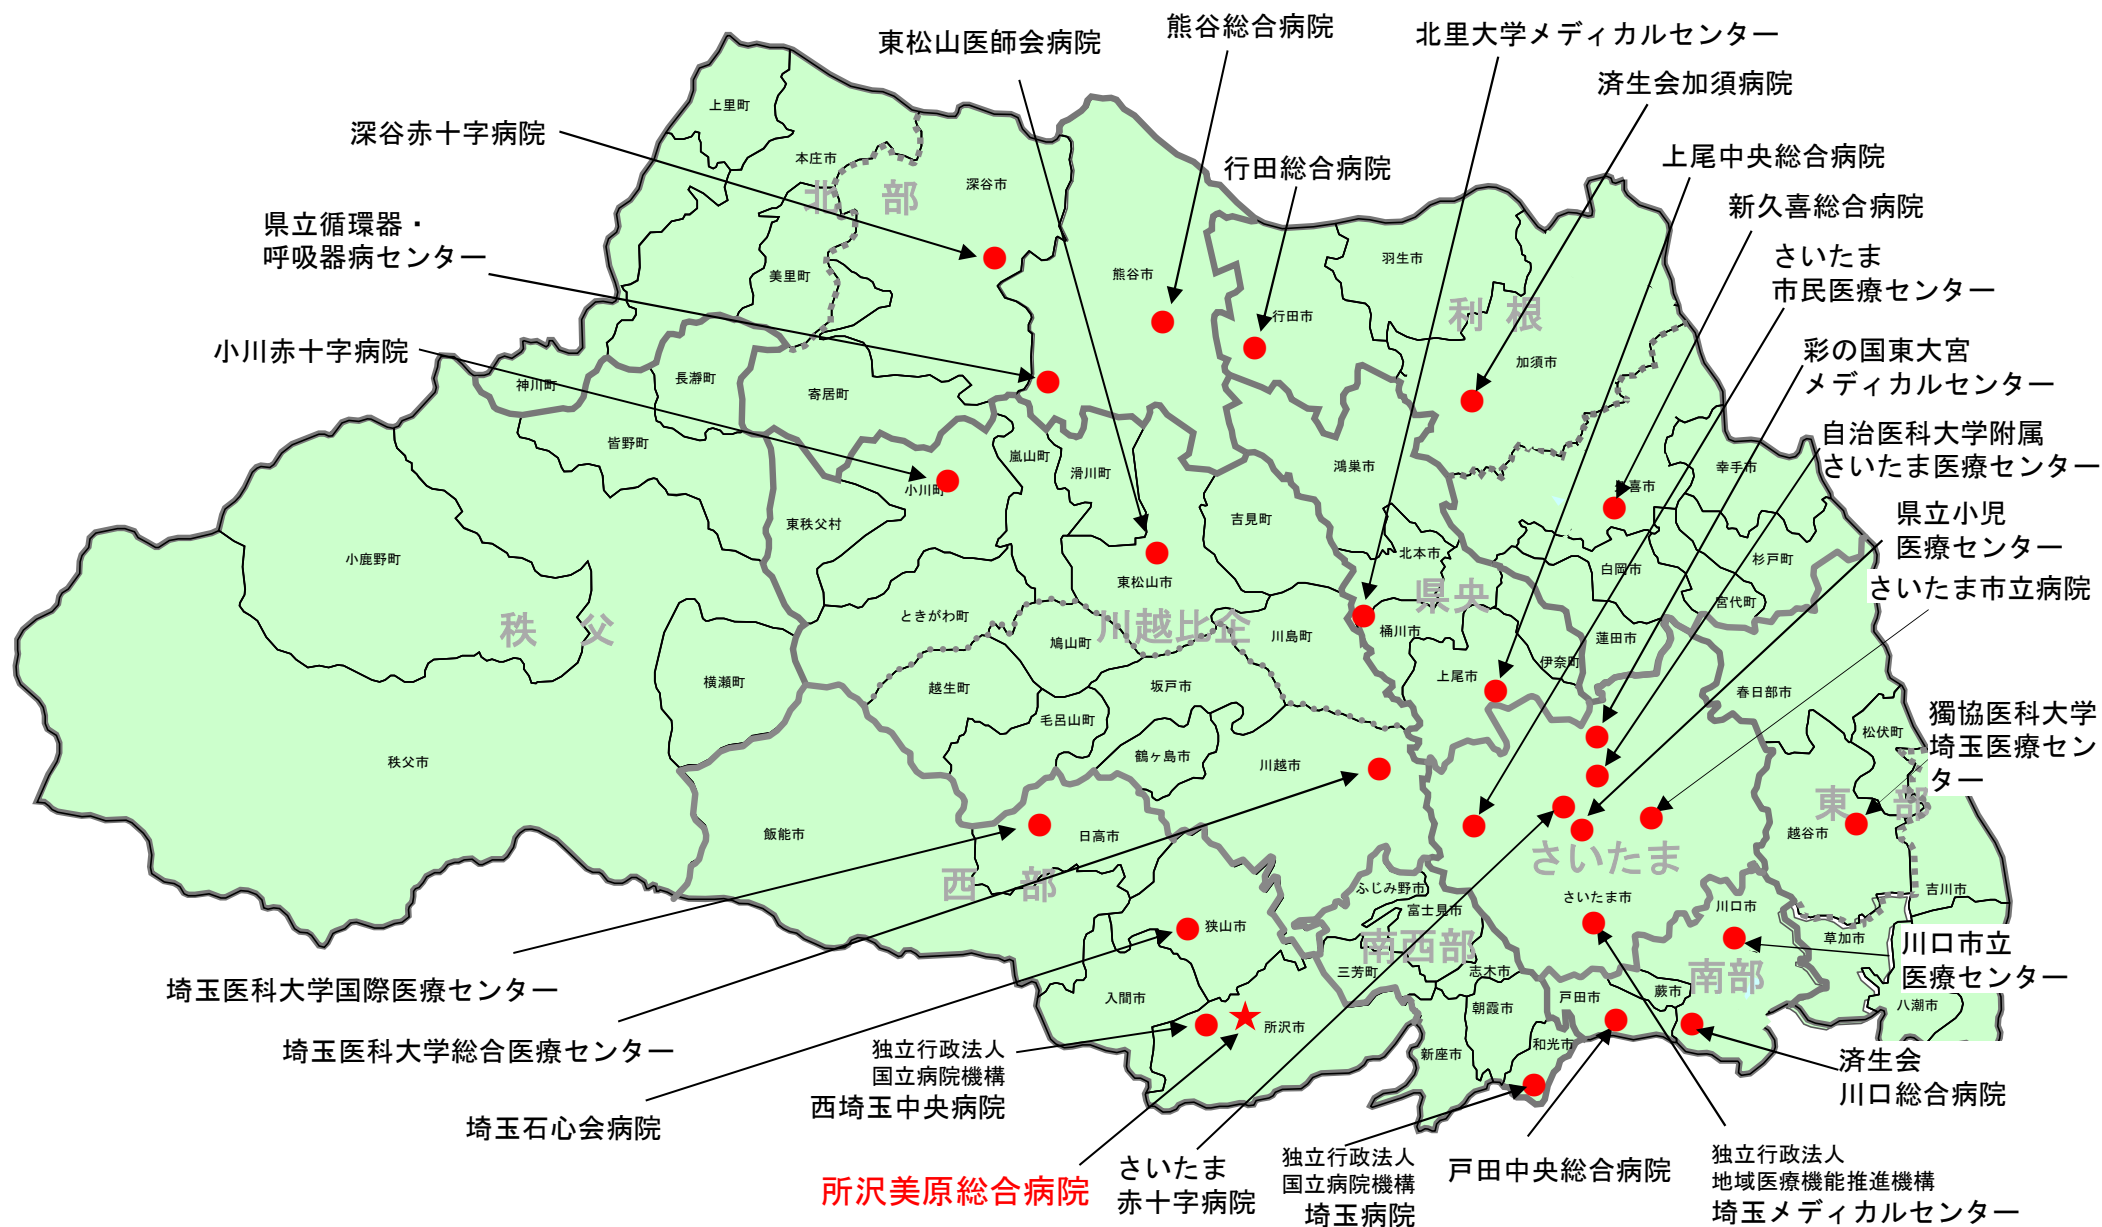 熊谷総合病院
北里大学メディカルセンター
東松山医師会病院
済生会加須病院
上里町
深谷赤十字病院
本庄市
上尾中央総合病院
行田総合病院
深谷市
北 部
新久喜総合病院
県立循環器・
呼吸器病センター
羽生市
さいたま
市民医療センター
熊谷市
美里町
利 根
行田市
小川赤十字病院
彩の国東大宮
メディカルセンター
加須市
神川町
長瀞町
寄居町
自治医科大学附属
さいたま医療センター
皆野町
嵐山町
滑川町
鴻巣市
幸手市
小川町
喜市
東秩父村
吉見町
県立小児
医療センター
小鹿野町
北本市
東松山市
白岡市
杉戸町
さいたま市立病院
県央
宮代町
ときがわ町
秩 父
川越比企
川島町
桶川市
鳩山町
蓮田市
伊奈町
横瀬町
越生町
坂戸市
上尾市
春日部市
毛呂山町
松伏町
獨協医科大学
埼玉医療セン
ター
秩父市
鶴ヶ島市
川越市
東 部
飯能市
日高市
越谷市
さいたま
西 部
ふじみ野市
吉川市
さいたま市
富士見市
川口市
狭山市
南西部
草加市
川口市立
医療センター
三芳町
志木市
南部
埼玉医科大学国際医療センター
入間市
戸田市
蕨市
朝霞市
八潮市
所沢市
埼玉医科大学総合医療センター
独立行政法人
国立病院機構
西埼玉中央病院
新座市
和光市
済生会
川口総合病院
埼玉石心会病院
所沢美原総合病院
さいたま
赤十字病院
独立行政法人
国立病院機構
埼玉病院
戸田中央総合病院
独立行政法人
地域医療機能推進機構
埼玉メディカルセンター